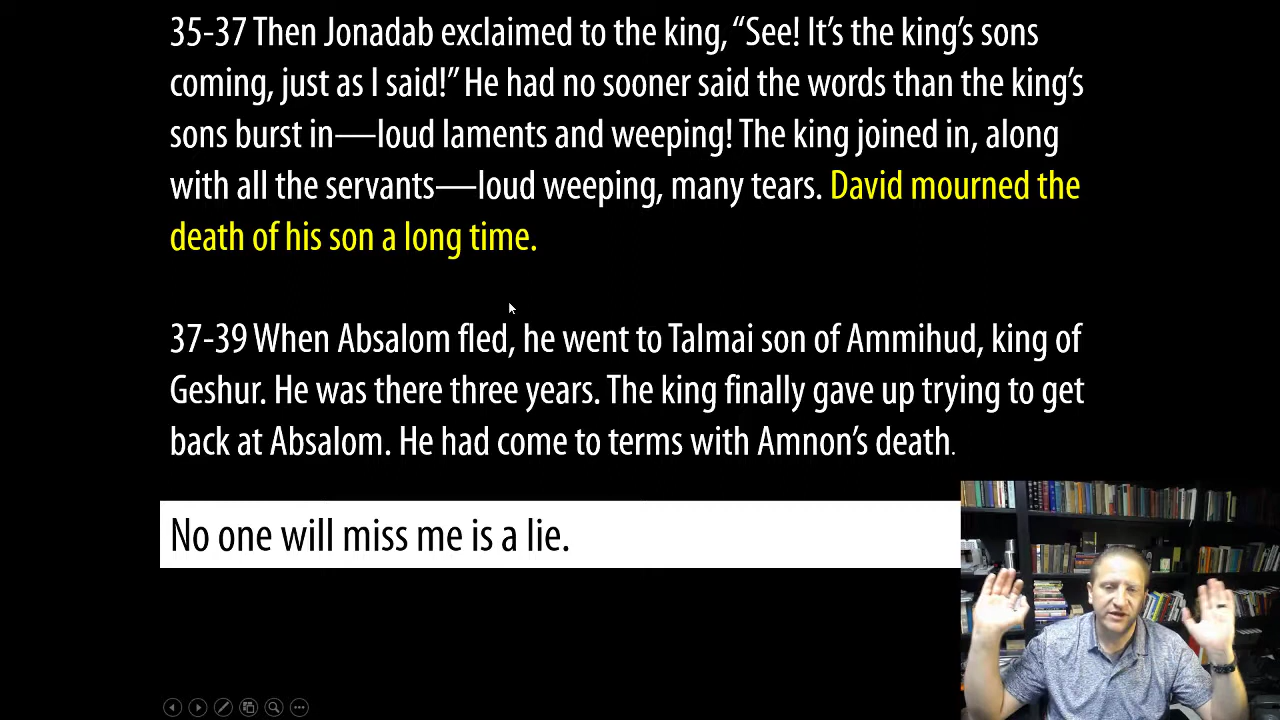 35-37 Then Jonadab exclaimed to the king, “See! It’s the king’s sons
coming, just as I said!” He had no sooner said the words than the king’s
sons burst in—loud laments and weeping! The king joined in, along
with all the servants—loud weeping, many tears. David mourned the
death of his son a long time.
37-39 When Absalom fled, he went to Talmai son of Ammihud, king of
Geshur. He was there three years. The king finally gave up trying to get
back at Absalom. He had come to terms with Amnon’s death.
No one will miss me is a lie.